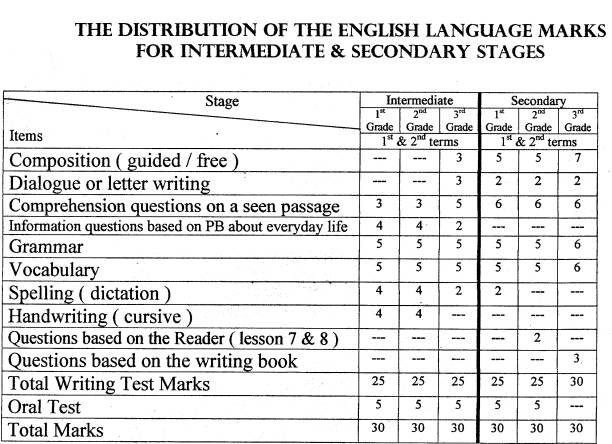 THE DISTRIBUTION OF THE ENGLISH LANGUAGE MARKS
FOR INTERMEDIATE & SECONDARY STAGES
Stage Intermediate Secondary
Items 1st Grade 2nd Grade 3rd Grade 1st Grade 2nd Grade 3rd Grade
1st & 2nd terms 1st & 2nd terms
Composition ( guided / free ) --- --- 3 5 5 7
Dialogue or letter writing --- --- 3 2 2 2
Comprehension questions on a seen passage 3 3 5 6 6 6
Information questions based on PB about everyday life 4 4 2 --- --- ---
Grammar 5 5 5 5 5 6
Vocabulary 5 5 5 5 5 6
Spelling ( dictation ) 4 4 2 2 --- ---
Handwriting ( cursive ) 4 4 --- --- --- ---
Questions based on the Reader ( lesson 7 & 8 ) --- --- --- --- 2 ---
Questions based on the writing book --- --- --- --- --- 3
Total Writing Test Marks 25 25 25 25 25 30
Oral Test 5 5 5 5 5 ---
Total Marks 30 30 30 30 30 30